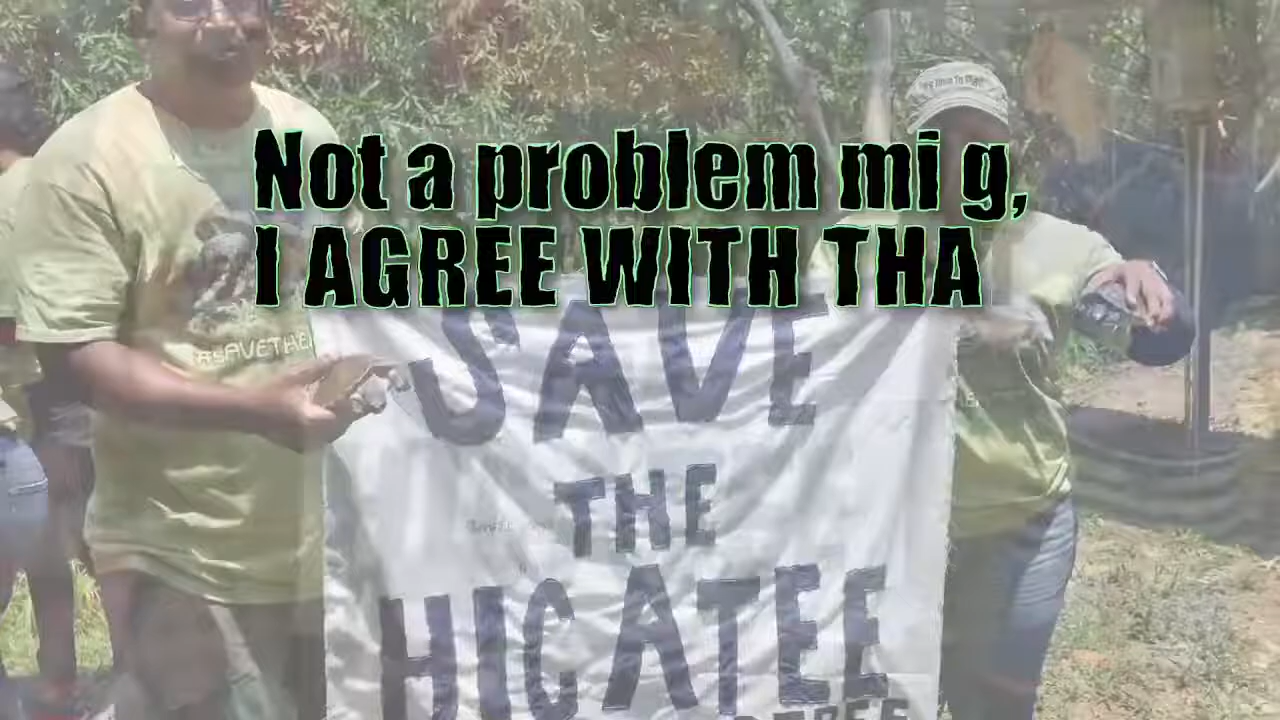 Not a problem mi g,
I AGREE WITH THA
SAVE
THE
HICATEE